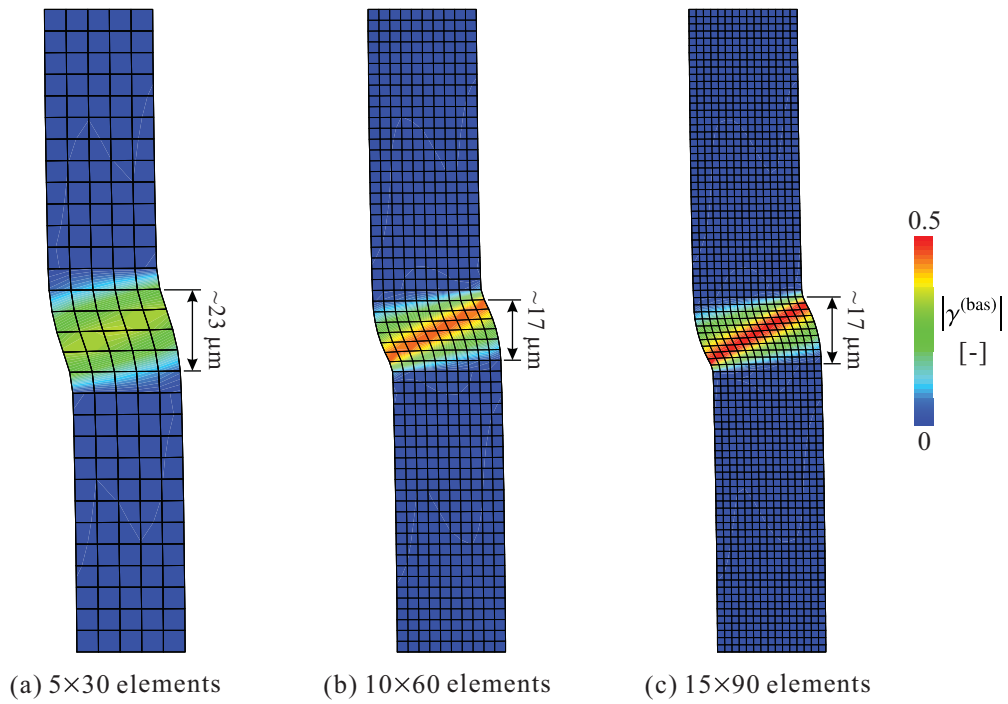 ~23 μm
~17 μm
~17 μm
0.5
|γ(bas)|
[-]
0
(a) 5×30 elements
(b) 10×60 elements
(c) 15×90 elements